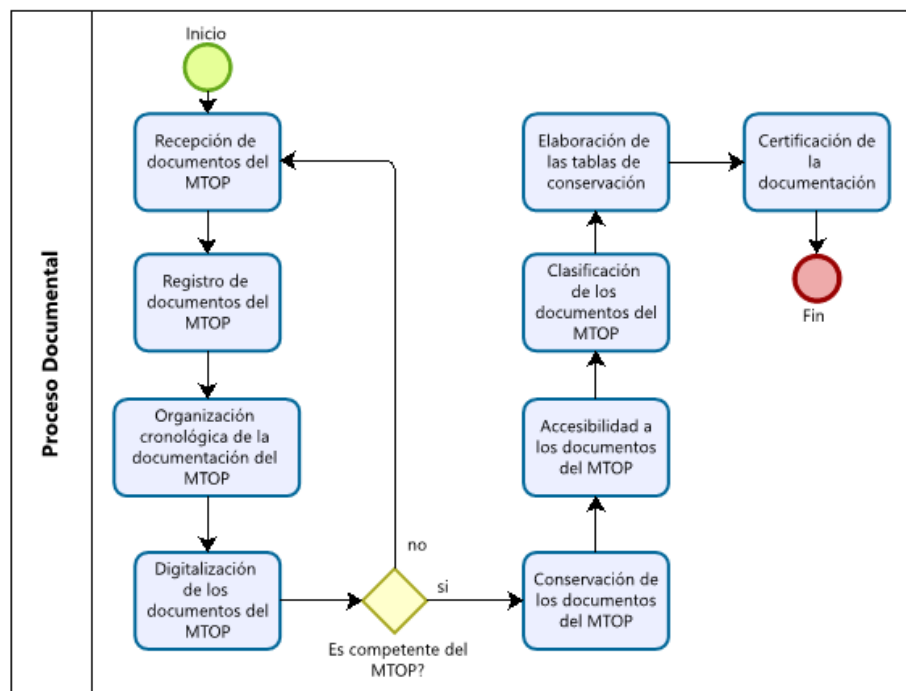 Proceso Documental
Inicio
Recepción de
documentos del
MTOP
Registro de
documentos del
MTOP
Organización
cronológica de la
documentación del
MTOP
Digitalización
de los
documentos del
MTOP
no
si
Es competente del
MTOP?
Conservación de
los documentos
del MTOP
Accesibilidad a
los documentos
del MTOP
Clasificación
de los
documentos del
MTOP
Elaboración de
las tablas de
conservación
Certificación de
la
documentación
Fin